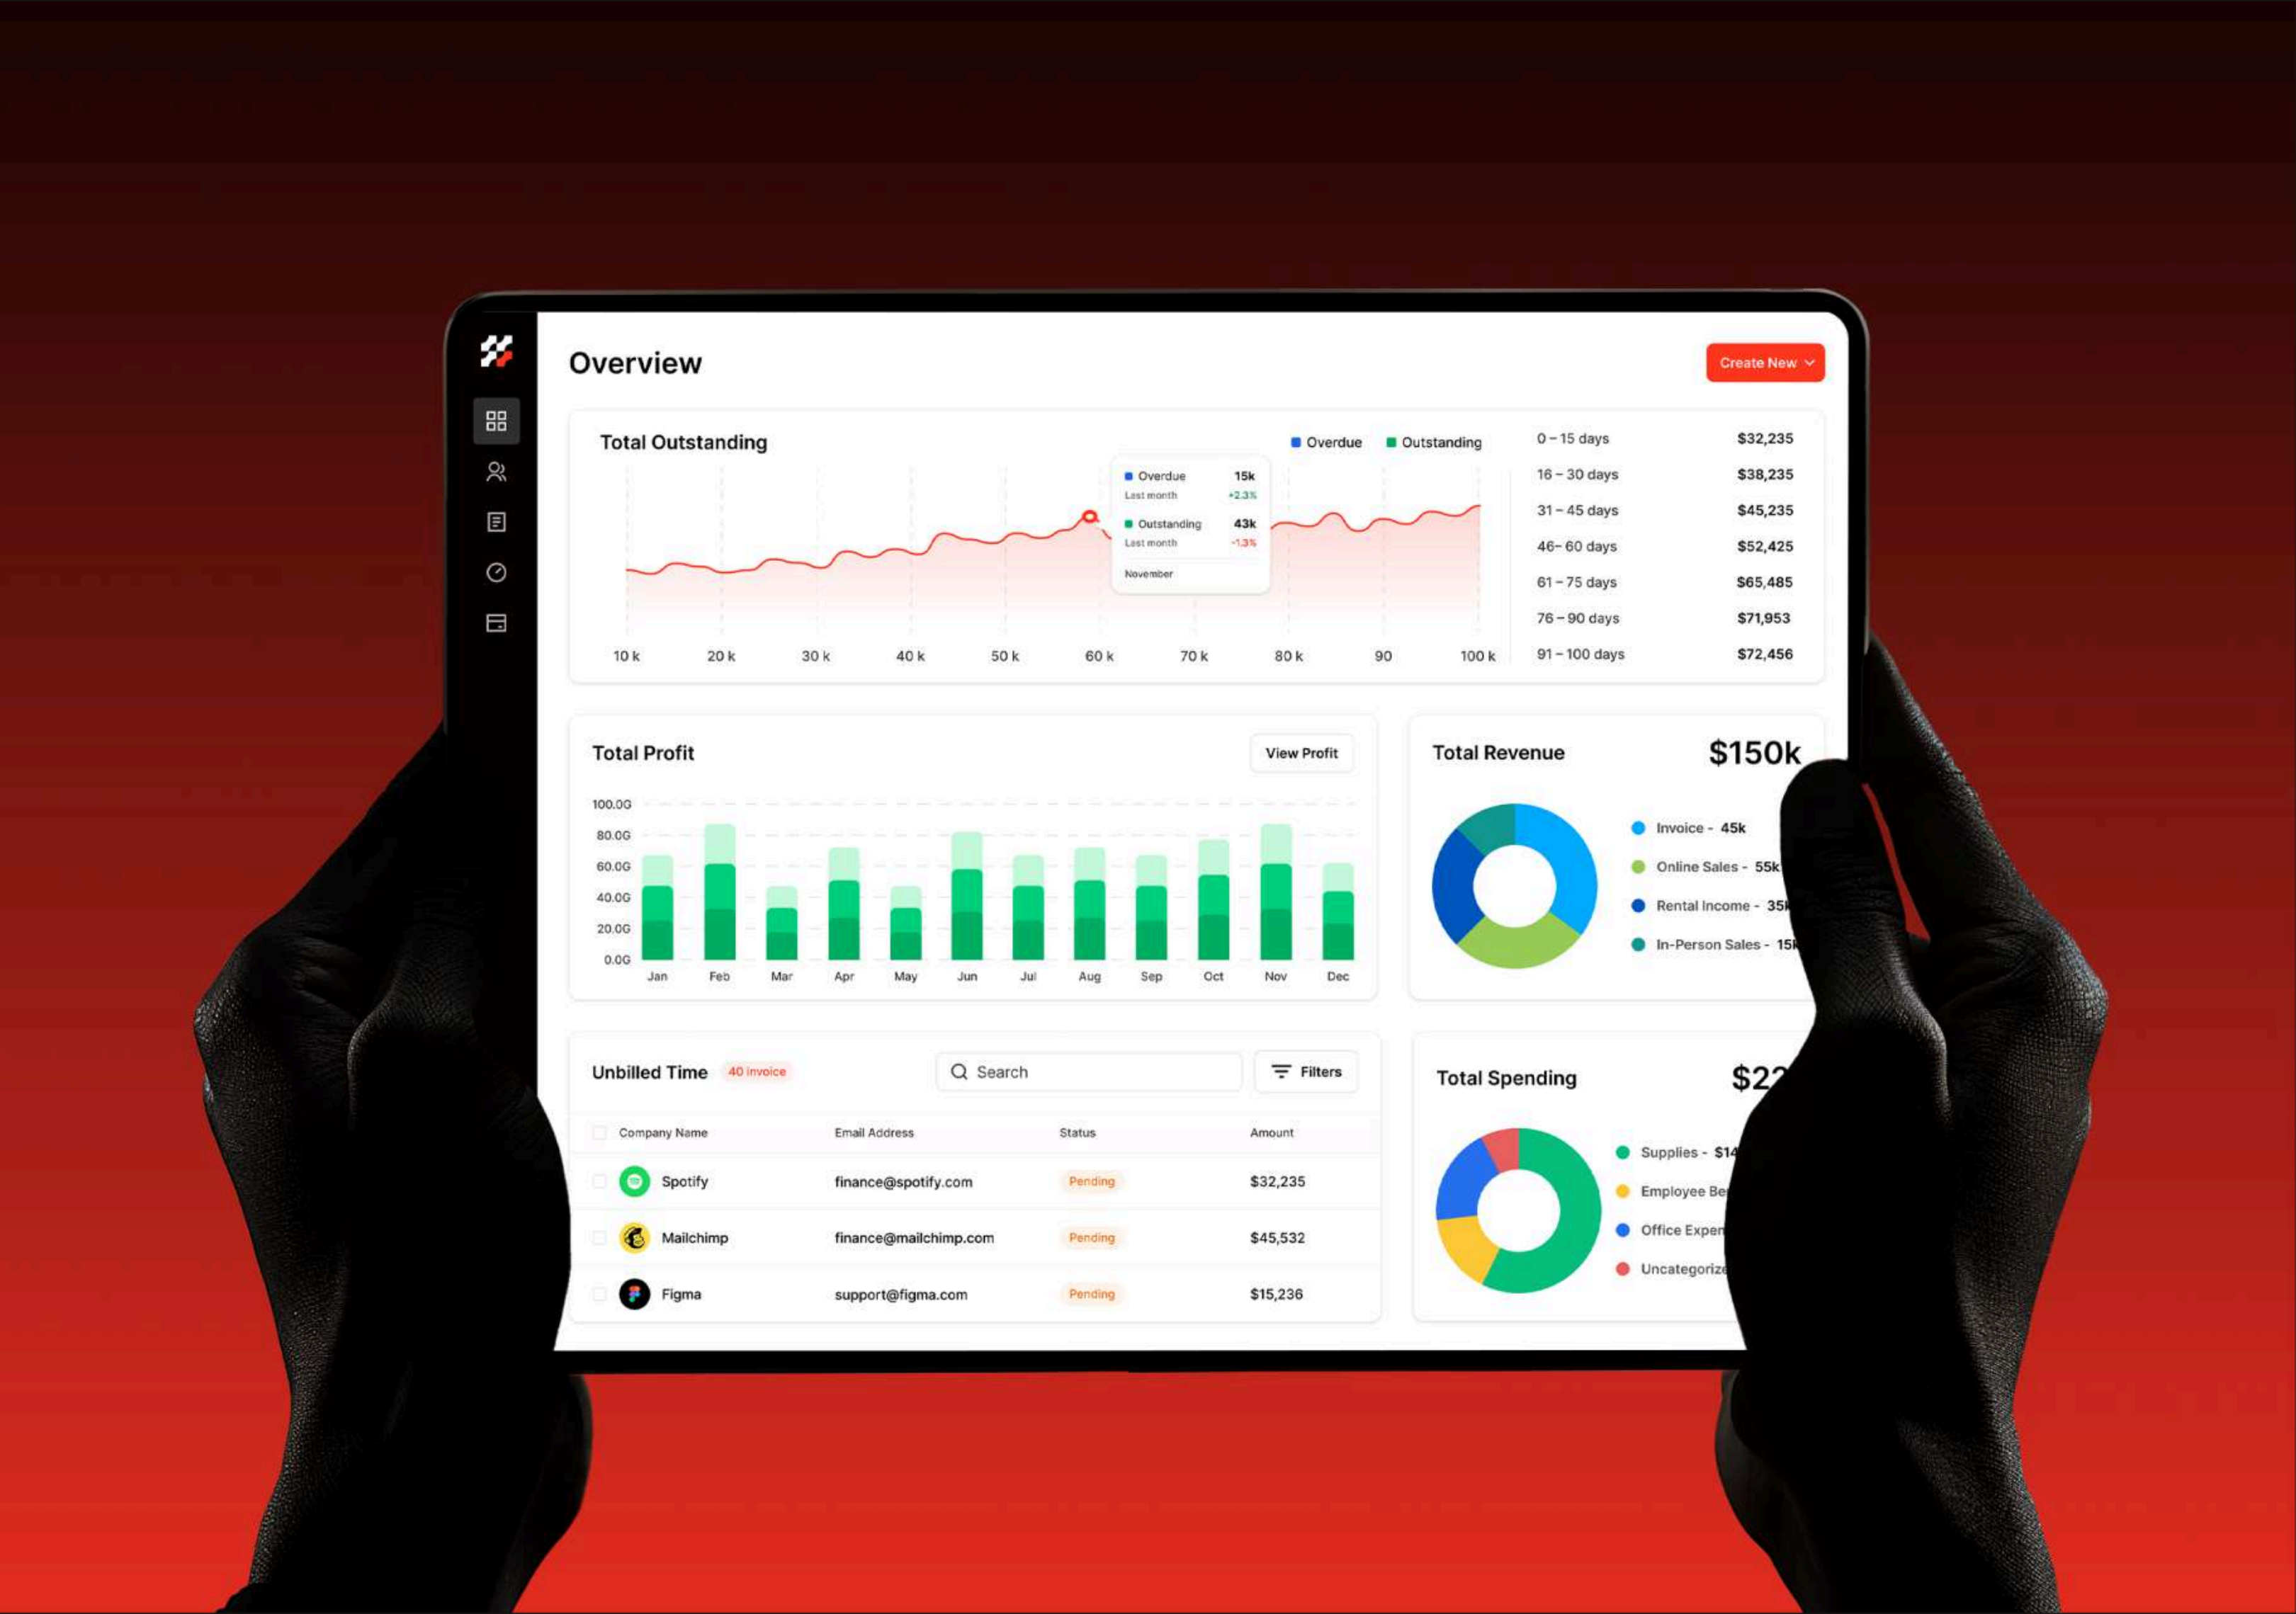 Overview
Create New
Total Outstanding
Overdue
Outstanding
Overdue 15k
Last month +2.3%
Outstanding 43k
Last month -1.3%
November
10 k 20 k 30 k 40 k 50 k 60 k 70 k 80 k 90 100 k
0 – 15 days $32,235
16 – 30 days $38,235
31 – 45 days $45,235
46– 60 days $52,425
61 – 75 days $65,485
76 – 90 days $71,953
91 – 100 days $72,456
Total Profit
View Profit
100.0G
80.0G
60.0G
40.0G
20.0G
0.0G
Jan Feb Mar Apr May Jun Jul Aug Sep Oct Nov Dec
Total Revenue $150k
Invoice - 45k
Online Sales - 55k
Rental Income - 35k
In-Person Sales - 15k
Unbilled Time 40 invoice
Search
Filters
Company Name Email Address Status Amount
Spotify finance@spotify.com Pending $32,235
Mailchimp finance@mailchimp.com Pending $45,532
Figma support@figma.com Pending $15,236
Total Spending
Supplies -
Employee
Office